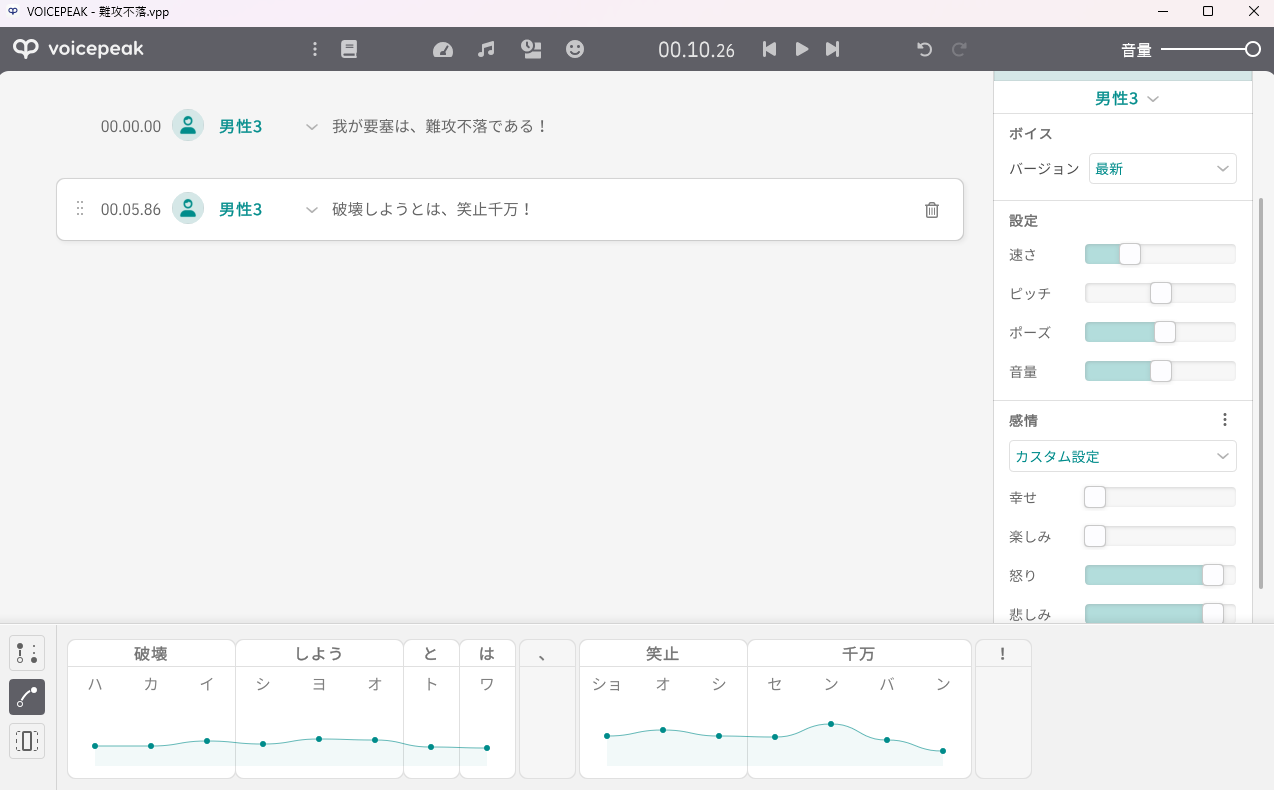 VOICEPEAK - 難攻不落.vpp
voicepeak
00.10.26
音量
00.00.00 男性3 我が要塞は、難攻不落である！
00.05.86 男性3 破壊しようとは、笑止千万！
男性3
ボイス
バージョン 最新
設定
速さ
ピッチ
ポーズ
音量
感情
カスタム設定
幸せ
楽しみ
怒り
悲しみ
破壊 しよう と は 、 笑止 千万 ！
ハ カ イ シ ヨ オ ト ワ ショ オ シ セ ン バ ン